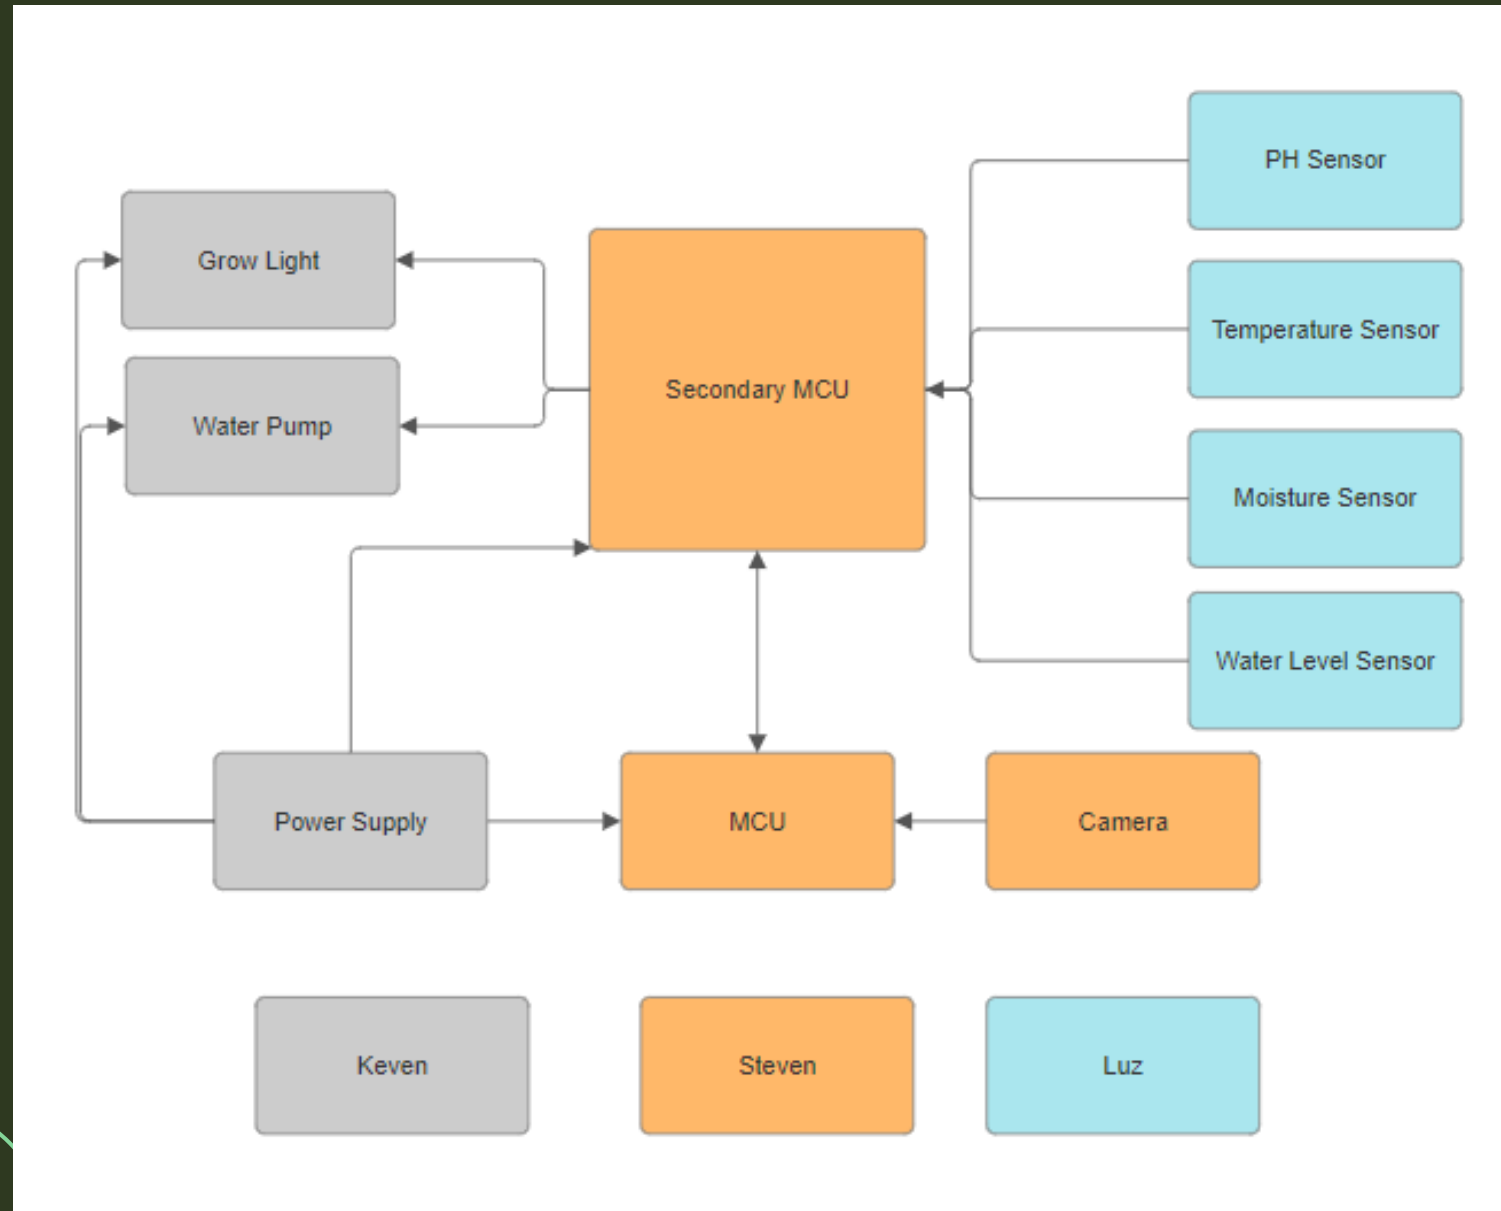 PH Sensor
Grow Light
Temperature Sensor
Secondary MCU
Water Pump
Moisture Sensor
Water Level Sensor
Power Supply
MCU
Camera
Keven
Steven
Luz